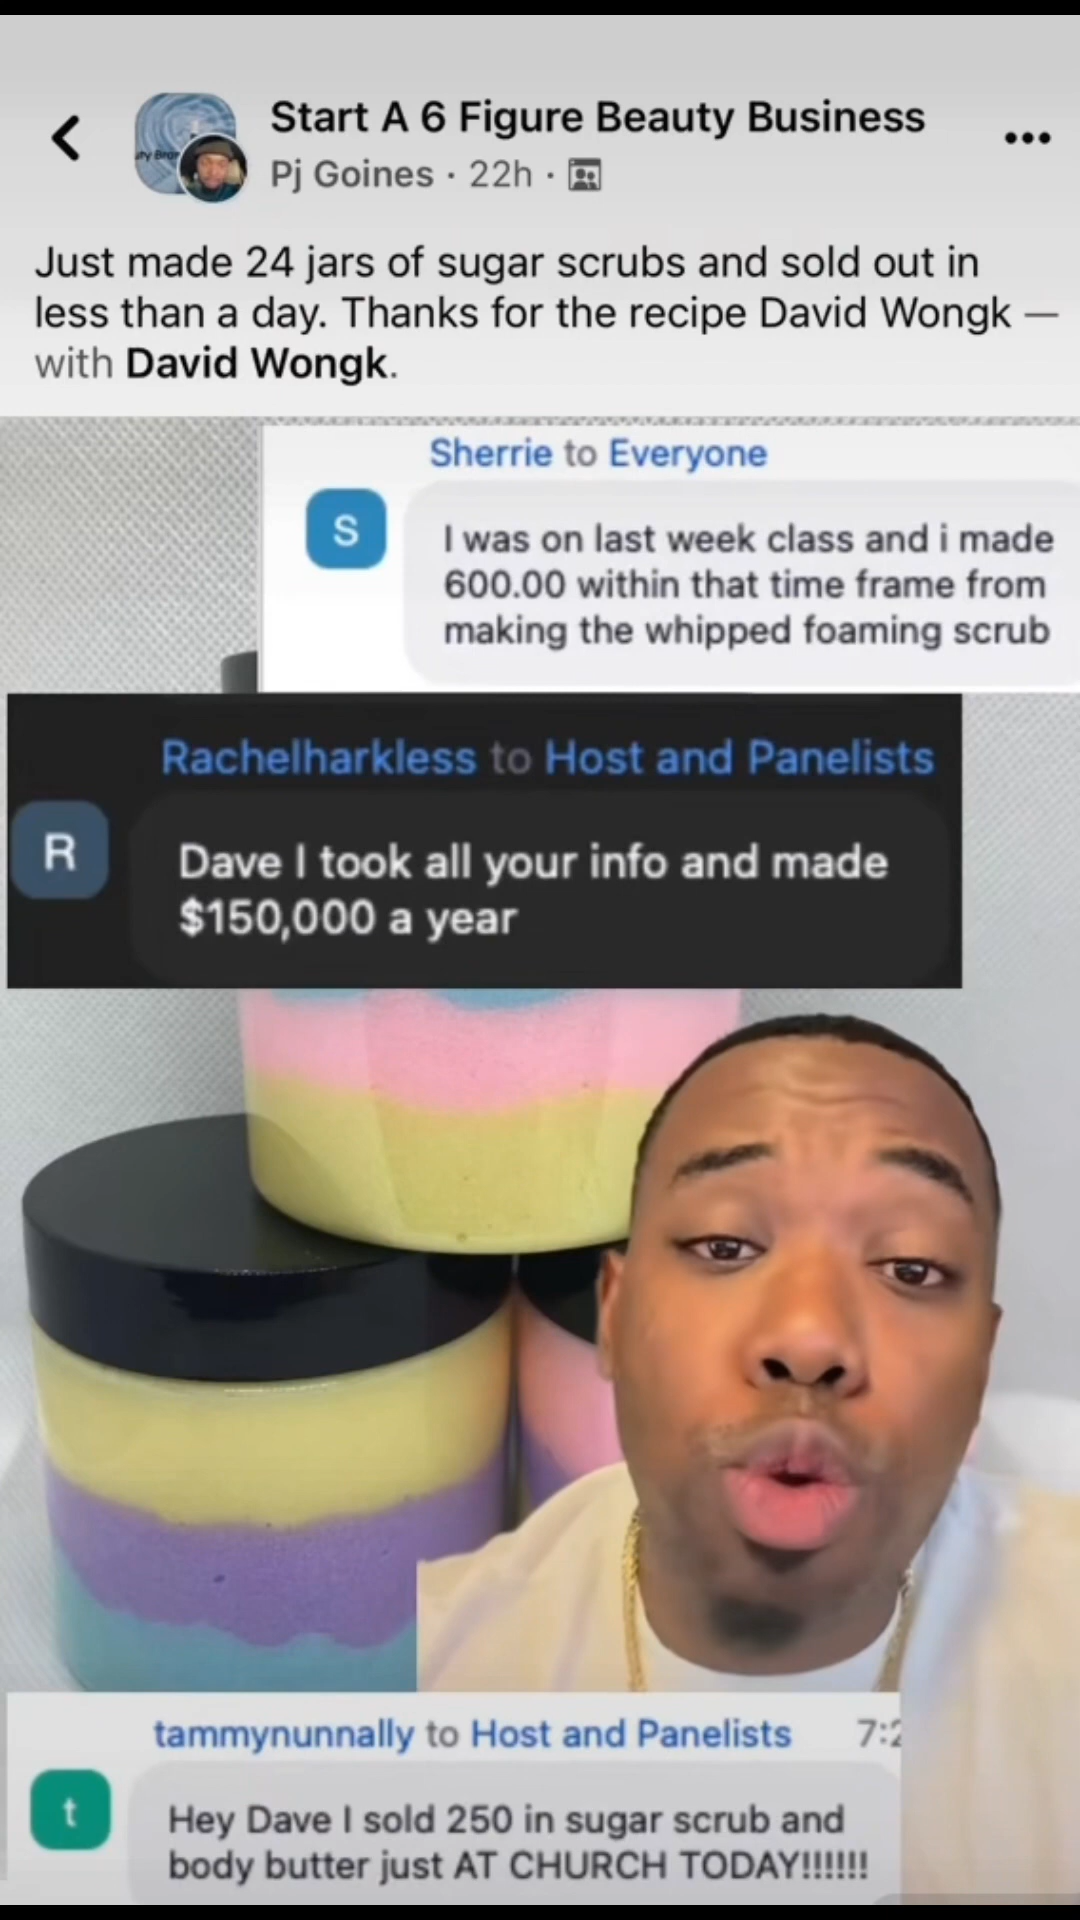 Start A 6 Figure Beauty Business
Pj Goines · 22h ·
Just made 24 jars of sugar scrubs and sold out in
less than a day. Thanks for the recipe David Wongk —
with David Wongk.
Sherrie to Everyone
S
I was on last week class and i made
600.00 within that time frame from
making the whipped foaming scrub
Rachelharkless to Host and Panelists
R
Dave I took all your info and made
$150,000 a year
tammynunnally to Host and Panelists
t
Hey Dave I sold 250 in sugar scrub and
body butter just AT CHURCH TODAY!!!!!!